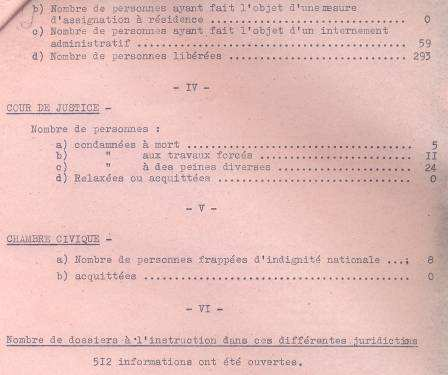 b) Nombre de personnes ayant fait l'objet d'une mesure
d'assignation à résidence ........................... 0
c) Nombre de personnes ayant fait l'objet d'un internement
administratif ....................................... 59
d) Nombre de personnes libérées ........................ 293
- IV -
COUR DE JUSTICE -
Nombre de personnes :
a) condamnées à mort ................................ 5
b) " aux travaux forcés ...................... II
c) " à des peines diverses ................... 24
d) Relaxées ou acquittées ............................ 0
- V -
CHAMBRE CIVIQUE -
a) Nombre de personnes frappées d'indignité nationale ...; 8
b) acquittées ...................................... 0
- VI -
Nombre de dossiers à l'instruction dans ces différentes juridictims
5I2 informations ont été ouvertes.